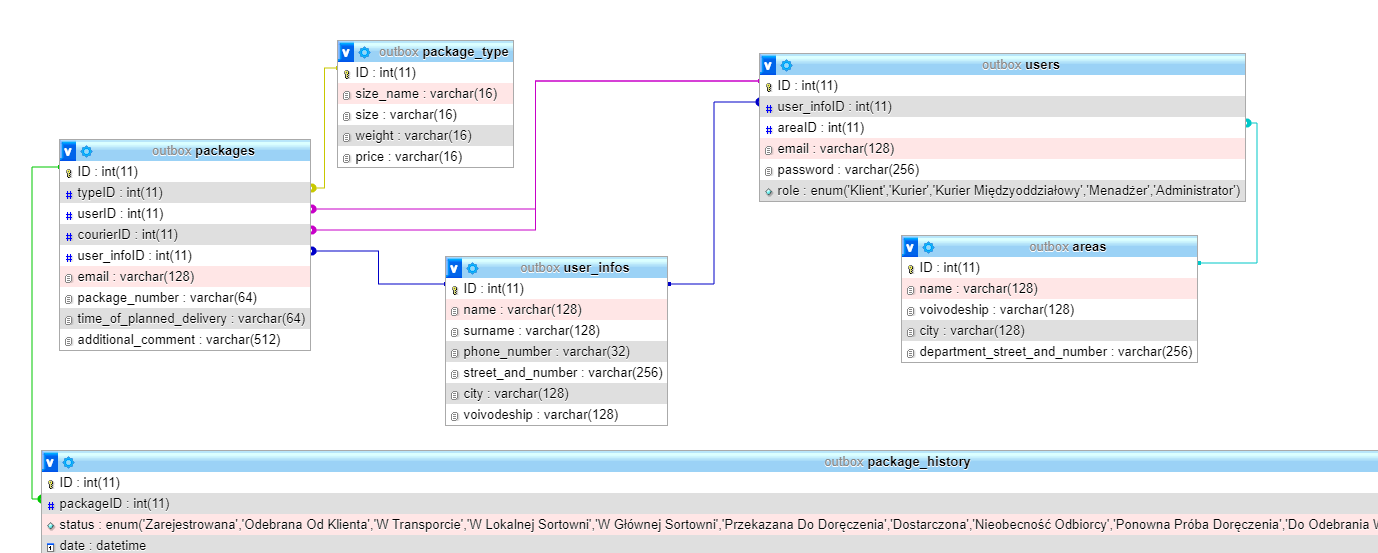 outbox package_type
ID : int(11)
size_name : varchar(16)
size : varchar(16)
weight : varchar(16)
price : varchar(16)
outbox users
ID : int(11)
user_infoID : int(11)
areaID : int(11)
email : varchar(128)
password : varchar(256)
role : enum('Klient','Kurier','Kurier Międzyoddziałowy','Menadżer','Administrator')
outbox packages
ID : int(11)
typeID : int(11)
userID : int(11)
courierID : int(11)
user_infoID : int(11)
email : varchar(128)
package_number : varchar(64)
time_of_planned_delivery : varchar(64)
additional_comment : varchar(512)
outbox user_infos
ID : int(11)
name : varchar(128)
surname : varchar(128)
phone_number : varchar(32)
street_and_number : varchar(256)
city : varchar(128)
voivodeship : varchar(128)
outbox areas
ID : int(11)
name : varchar(128)
voivodeship : varchar(128)
city : varchar(128)
department_street_and_number : varchar(256)
outbox package_history
ID : int(11)
packageID : int(11)
status : enum('Zarejestrowana','Odebrana Od Klienta','W Transporcie','W Lokalnej Sortowni','W Głównej Sortowni','Przekazana Do Doręczenia','Dostarczona','Nieobecność Odbiorcy','Ponowna Próba Doręczenia','Do Odebrania W
date : datetime